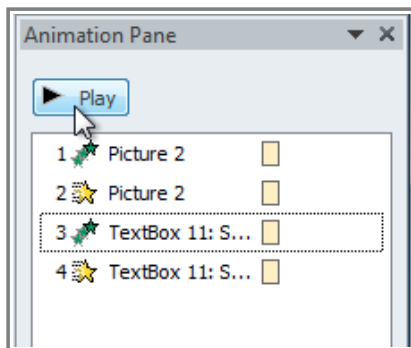 Animation Pane
Play
1 Picture 2
2 Picture 2
3 TextBox 11: S...
4 TextBox 11: S...